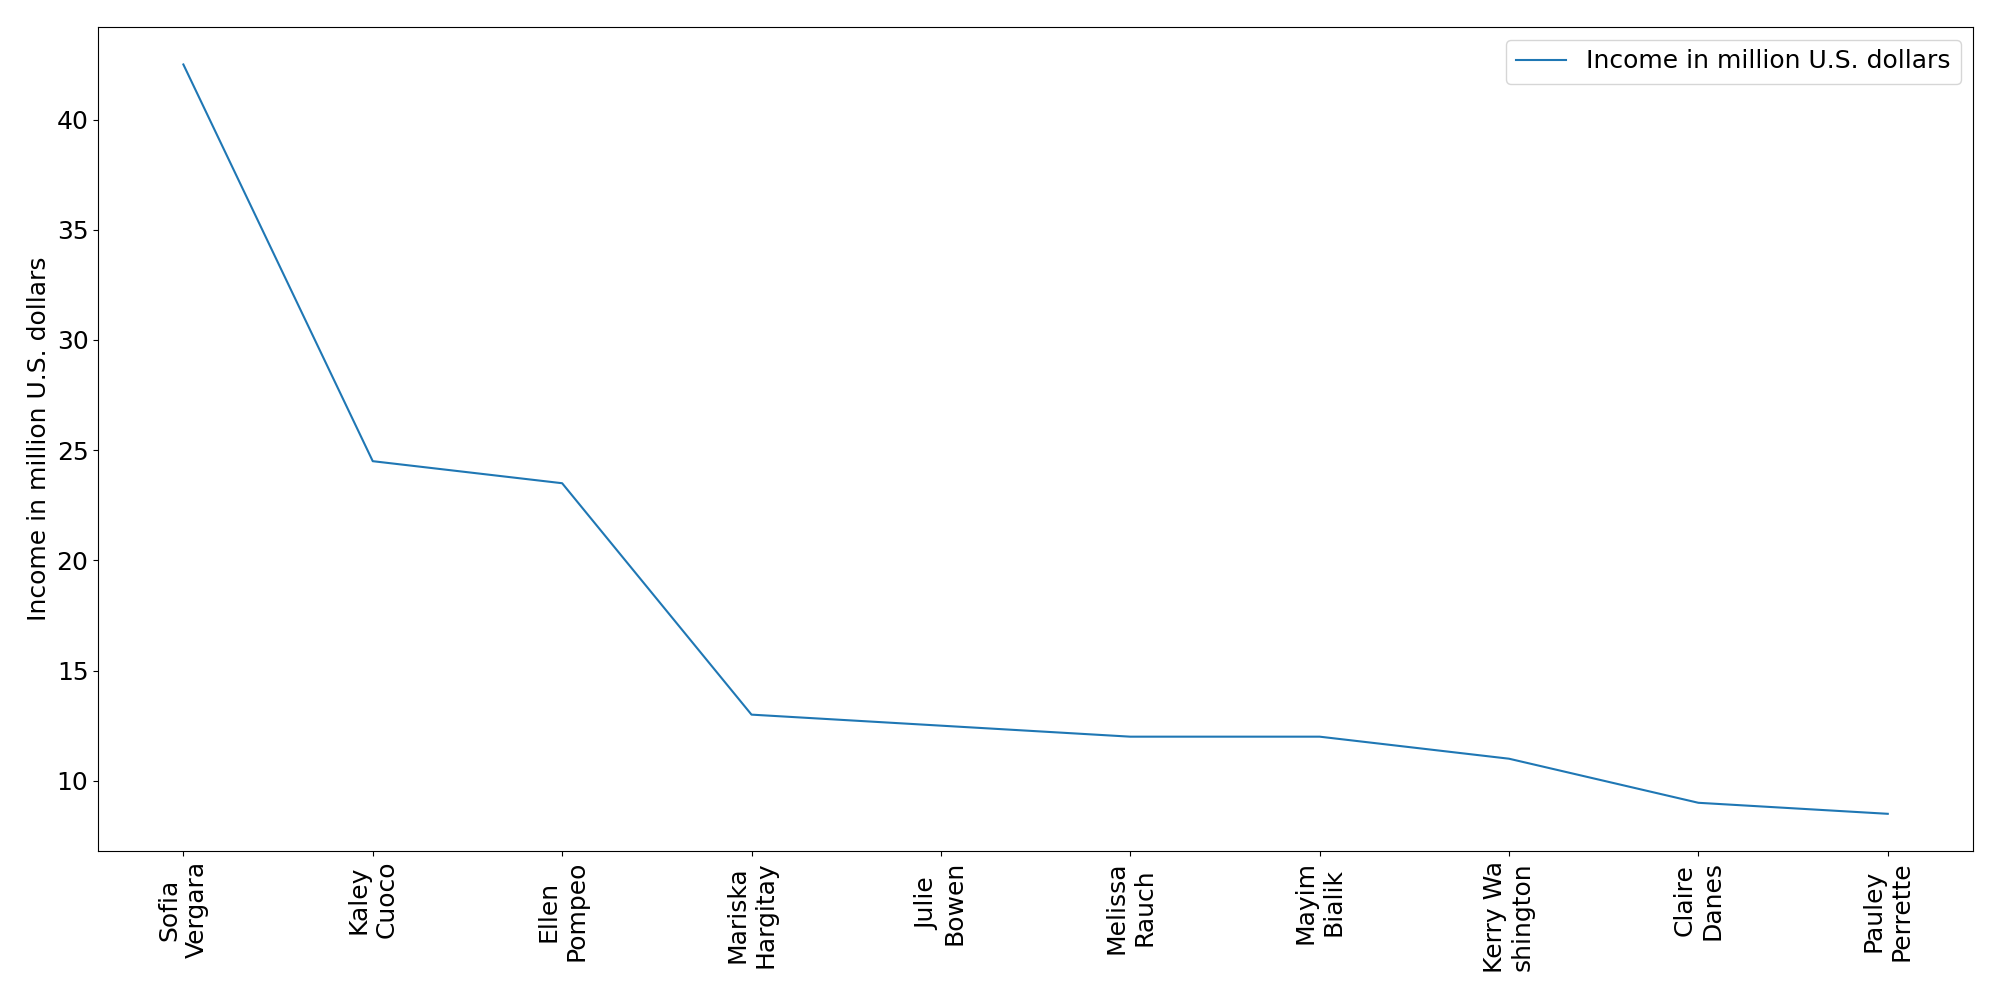 Income in million U.S. dollars
Income in million U.S. dollars
40
35
30
25
20
15
10
Sofia
Vergara
Kaley
Cuoco
Ellen
Pompeo
Mariska
Hargitay
Julie
Bowen
Melissa
Rauch
Mayim
Bialik
Kerry Wa
shington
Claire
Danes
Pauley
Perrette